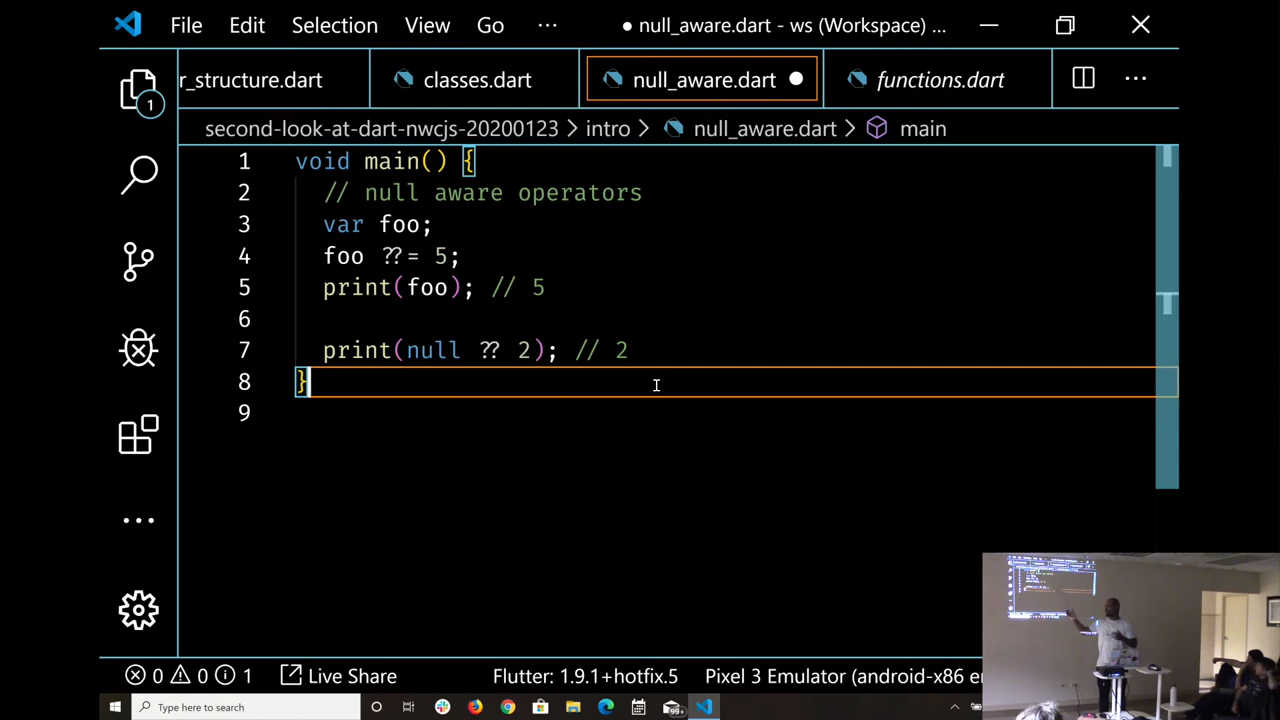 File Edit Selection View Go ··· ● null_aware.dart - ws (Workspace) ...
r_structure.dart classes.dart null_aware.dart functions.dart
1
second-look-at-dart-nwcjs-20200123 > intro > null_aware.dart > main
1 void main() {
2 // null aware operators
3 var foo;
4 foo ??= 5;
5 print(foo); // 5
6
7 print(null ?? 2); // 2
8 }
9
0 0 1 Live Share Flutter: 1.9.1+hotfix.5 Pixel 3 Emulator (android-x86 e
Type here to search 99+